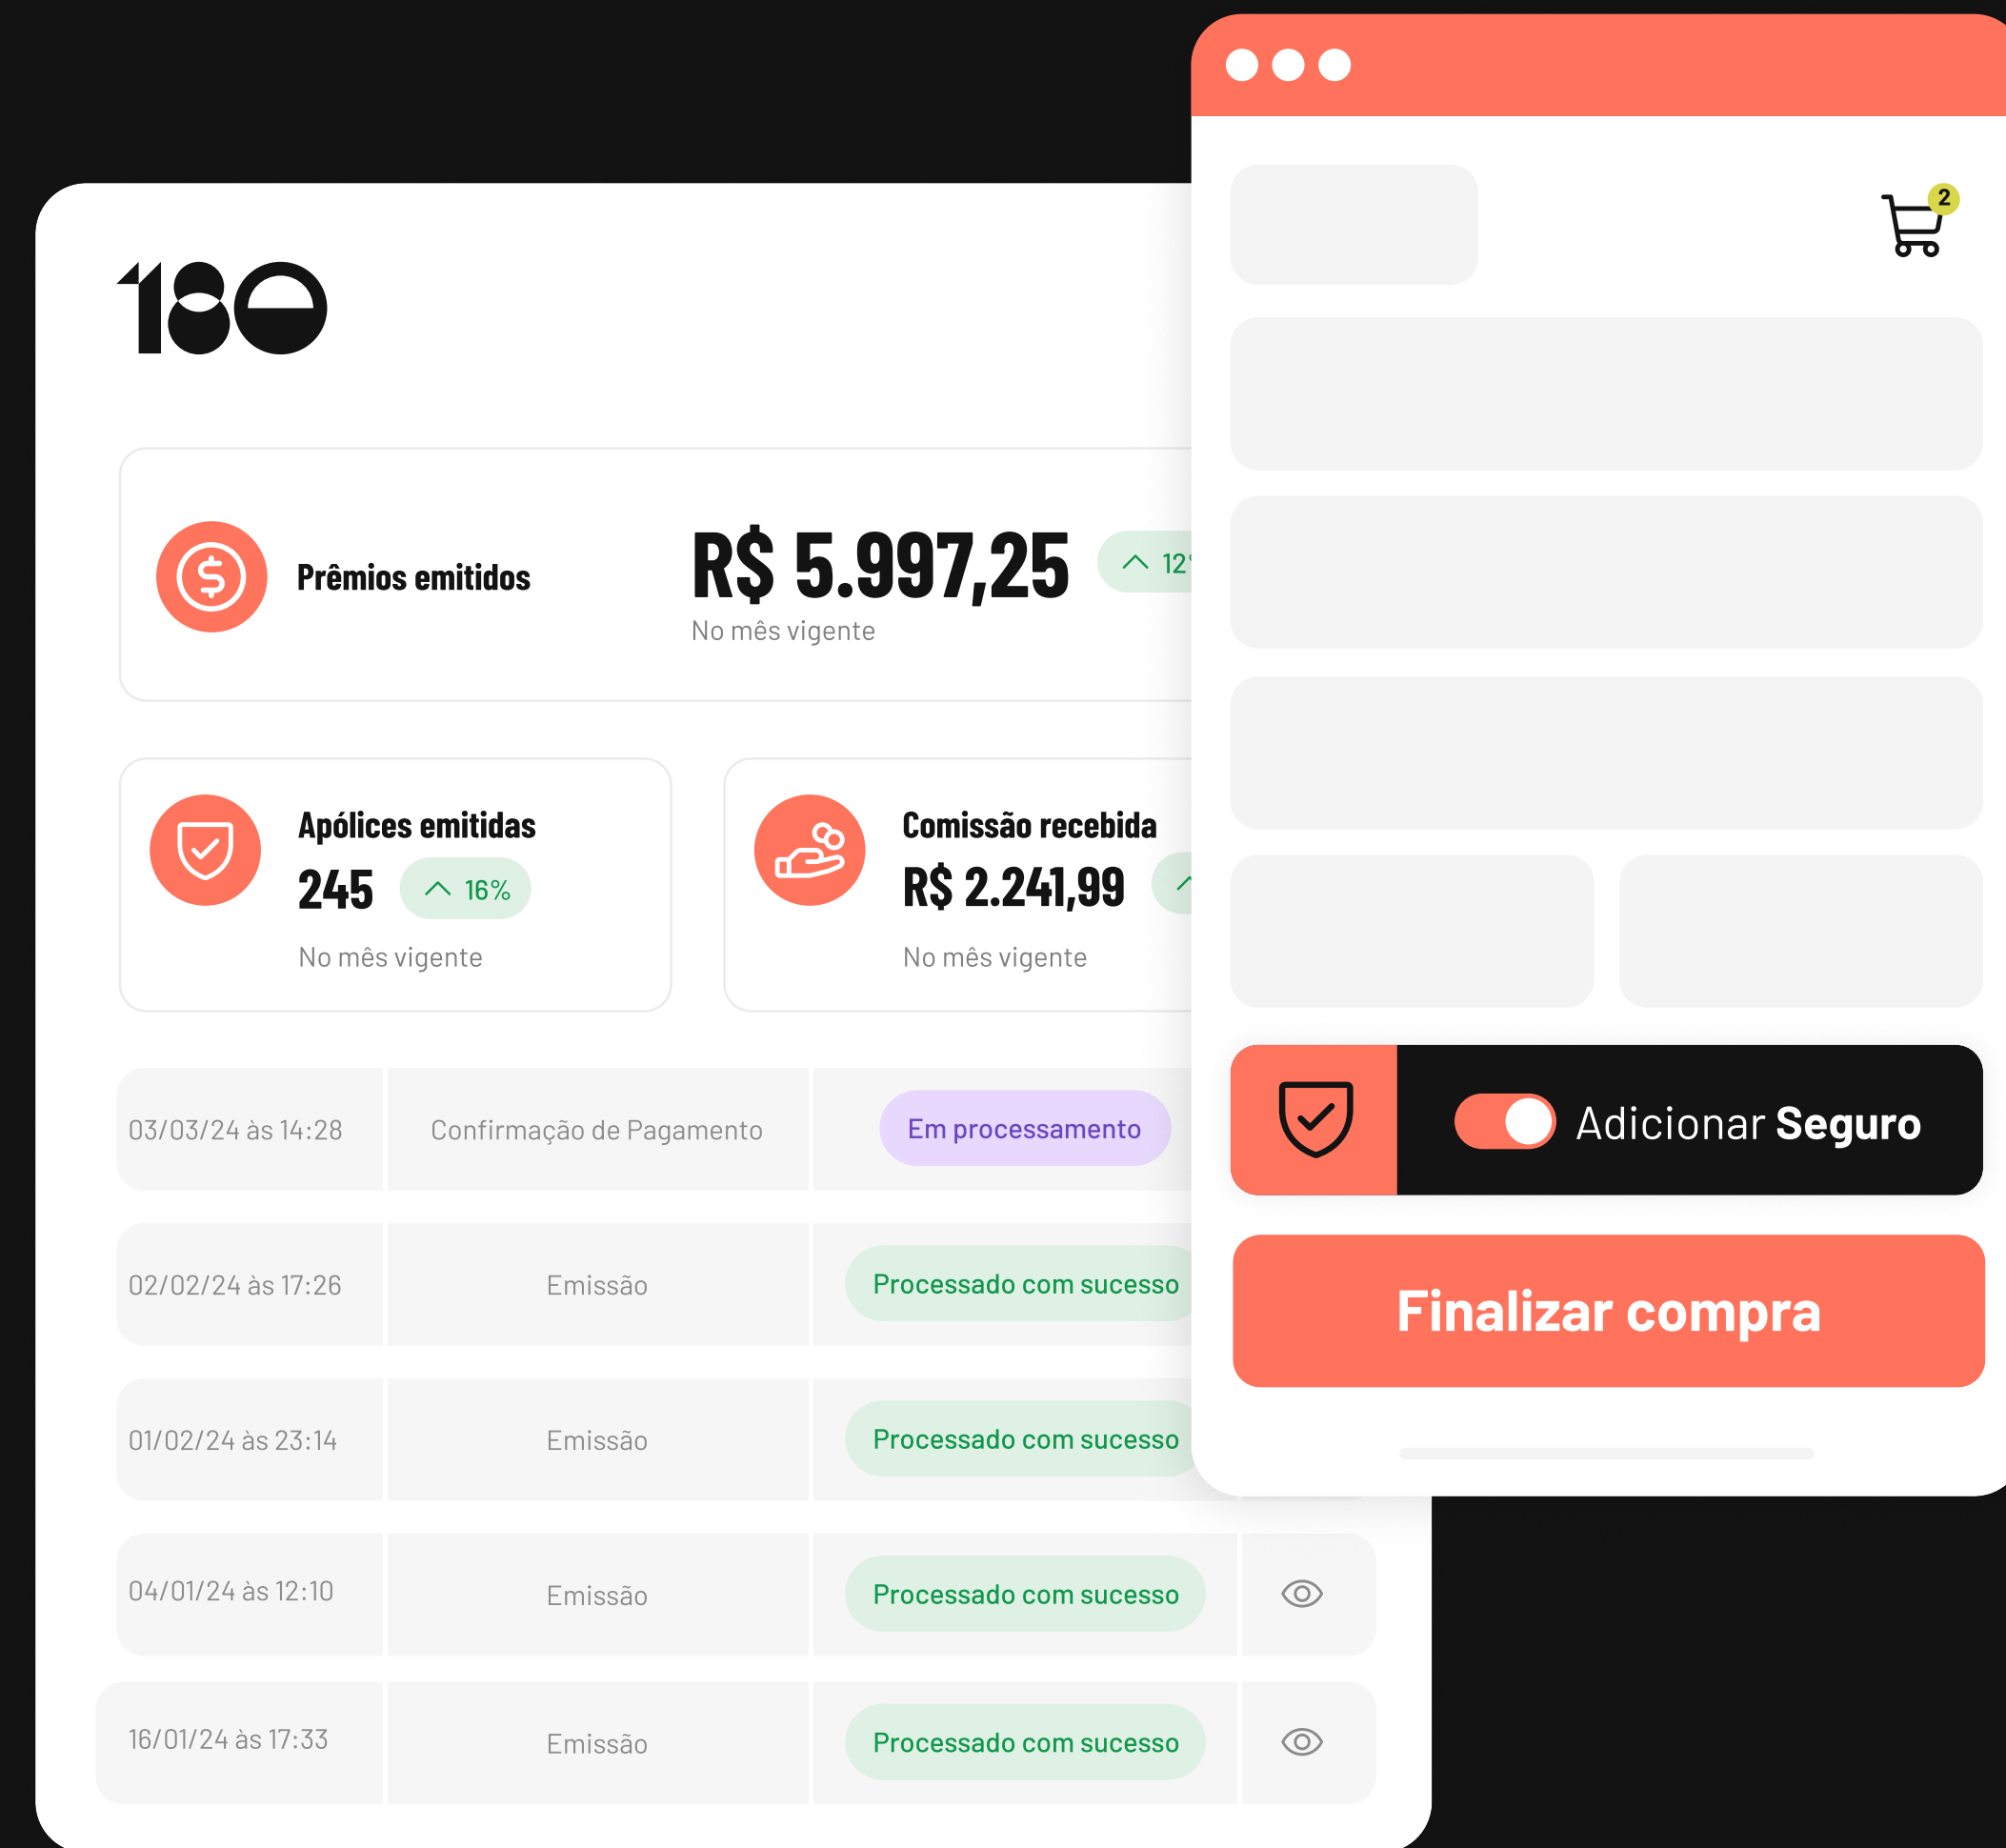 180
Prêmios emitidos
R$ 5.997,25
12
No mês vigente
Apólices emitidas
245
16%
No mês vigente
Comissão recebida
R$ 2.241,99
No mês vigente
03/03/24 às 14:28
Confirmação de Pagamento
Em processamento
02/02/24 às 17:26
Emissão
Processado com sucesso
01/02/24 às 23:14
Emissão
Processado com sucesso
04/01/24 às 12:10
Emissão
Processado com sucesso
16/01/24 às 17:33
Emissão
Processado com sucesso
2
Adicionar Seguro
Finalizar compra